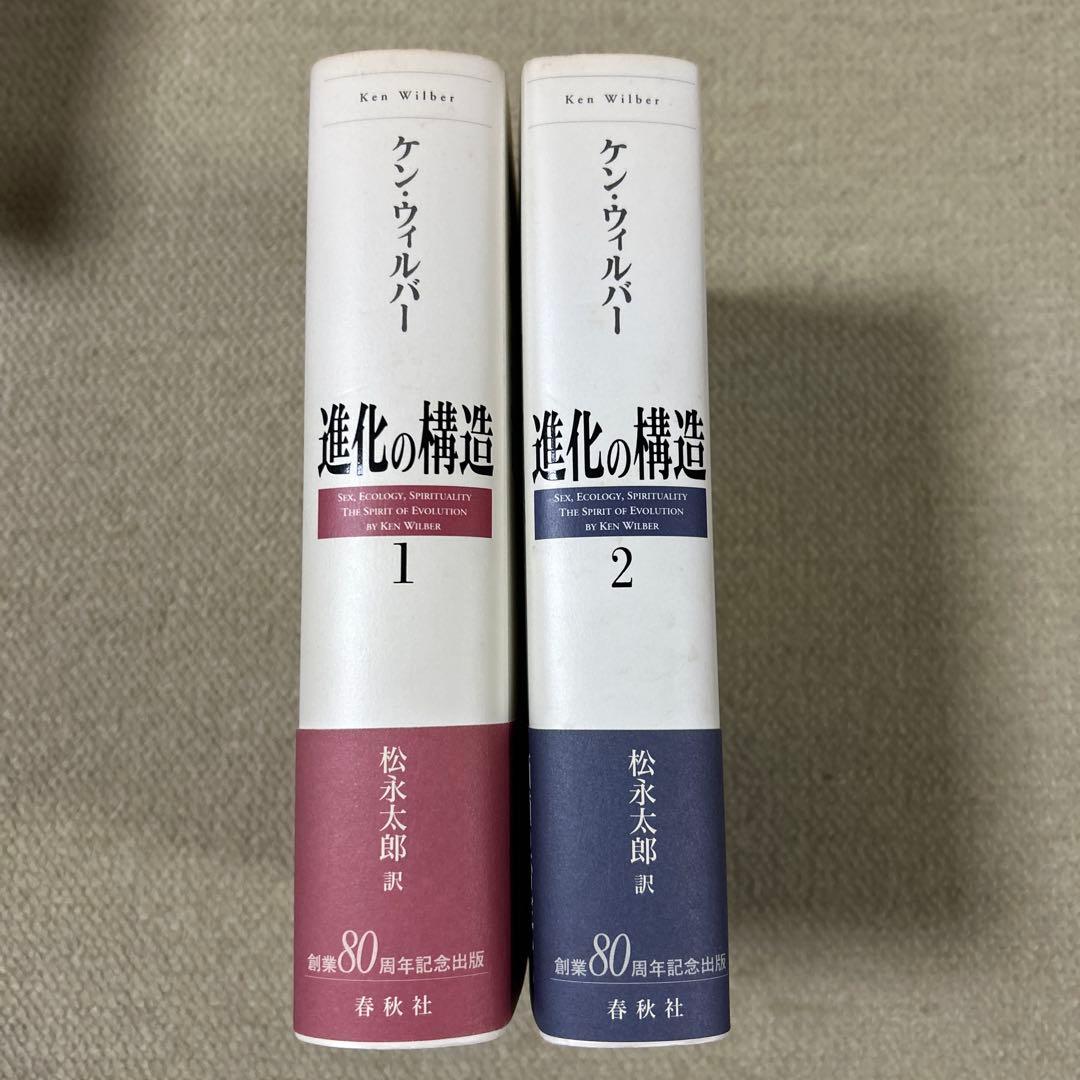 Ken Wilber
ケン・ウィルバー
進化の構造
SEX, ECOLOGY, SPIRITUALITY
THE SPIRIT OF EVOLUTION
BY KEN WILBER
1
松永太郎 訳
創業80周年記念出版
春秋社
Ken Wilber
ケン・ウィルバー
進化の構造
SEX, ECOLOGY, SPIRITUALITY
THE SPIRIT OF EVOLUTION
BY KEN WILBER
2
松永太郎 訳
創業80周年記念出版
春秋社